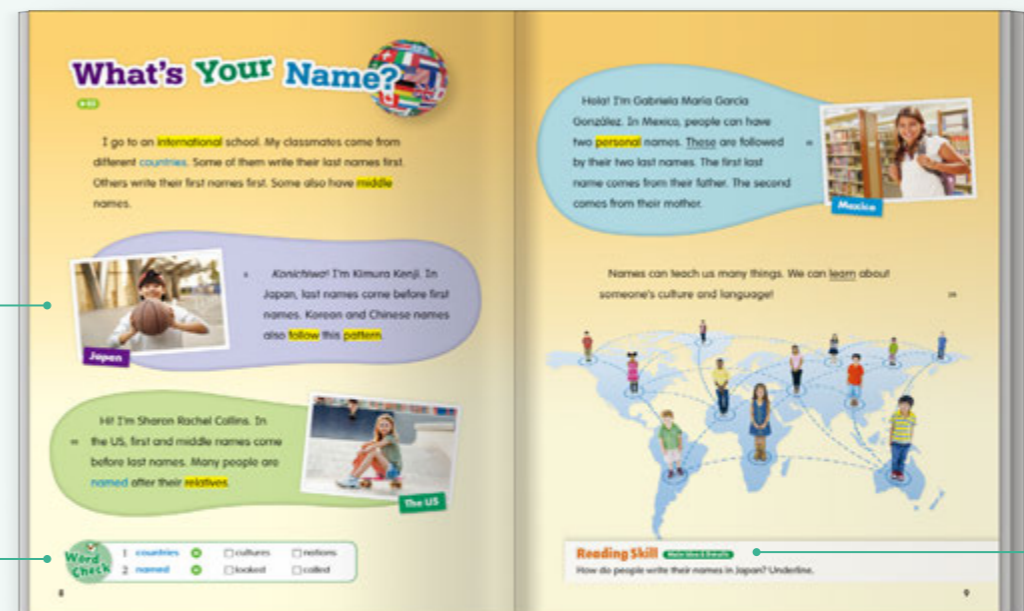 What's Your Name?
I go to an international school. My classmates come from
different countries. Some of them write their last names first.
Others write their first names first. Some also have middle
names.
Konichiwa! I'm Kimura Kenji. In
Japan, last names come before first
names. Korean and Chinese names
also follow this pattern.
Japan
Hi! I'm Sharon Rachel Collins. In
the US, first and middle names come
before last names. Many people are
named after their relatives.
The US
Word
Check
1 countries cultures nations
2 named looked called
8
Hola! I'm Gabriela María García
González. In Mexico, people can have
two personal names. These are followed
by their two last names. The first last
name comes from their father. The second
comes from their mother.
Mexico
Names can teach us many things. We can learn about
someone's culture and language!
Reading Skill Main Idea & Details
How do people write their names in Japan? Underline.
9